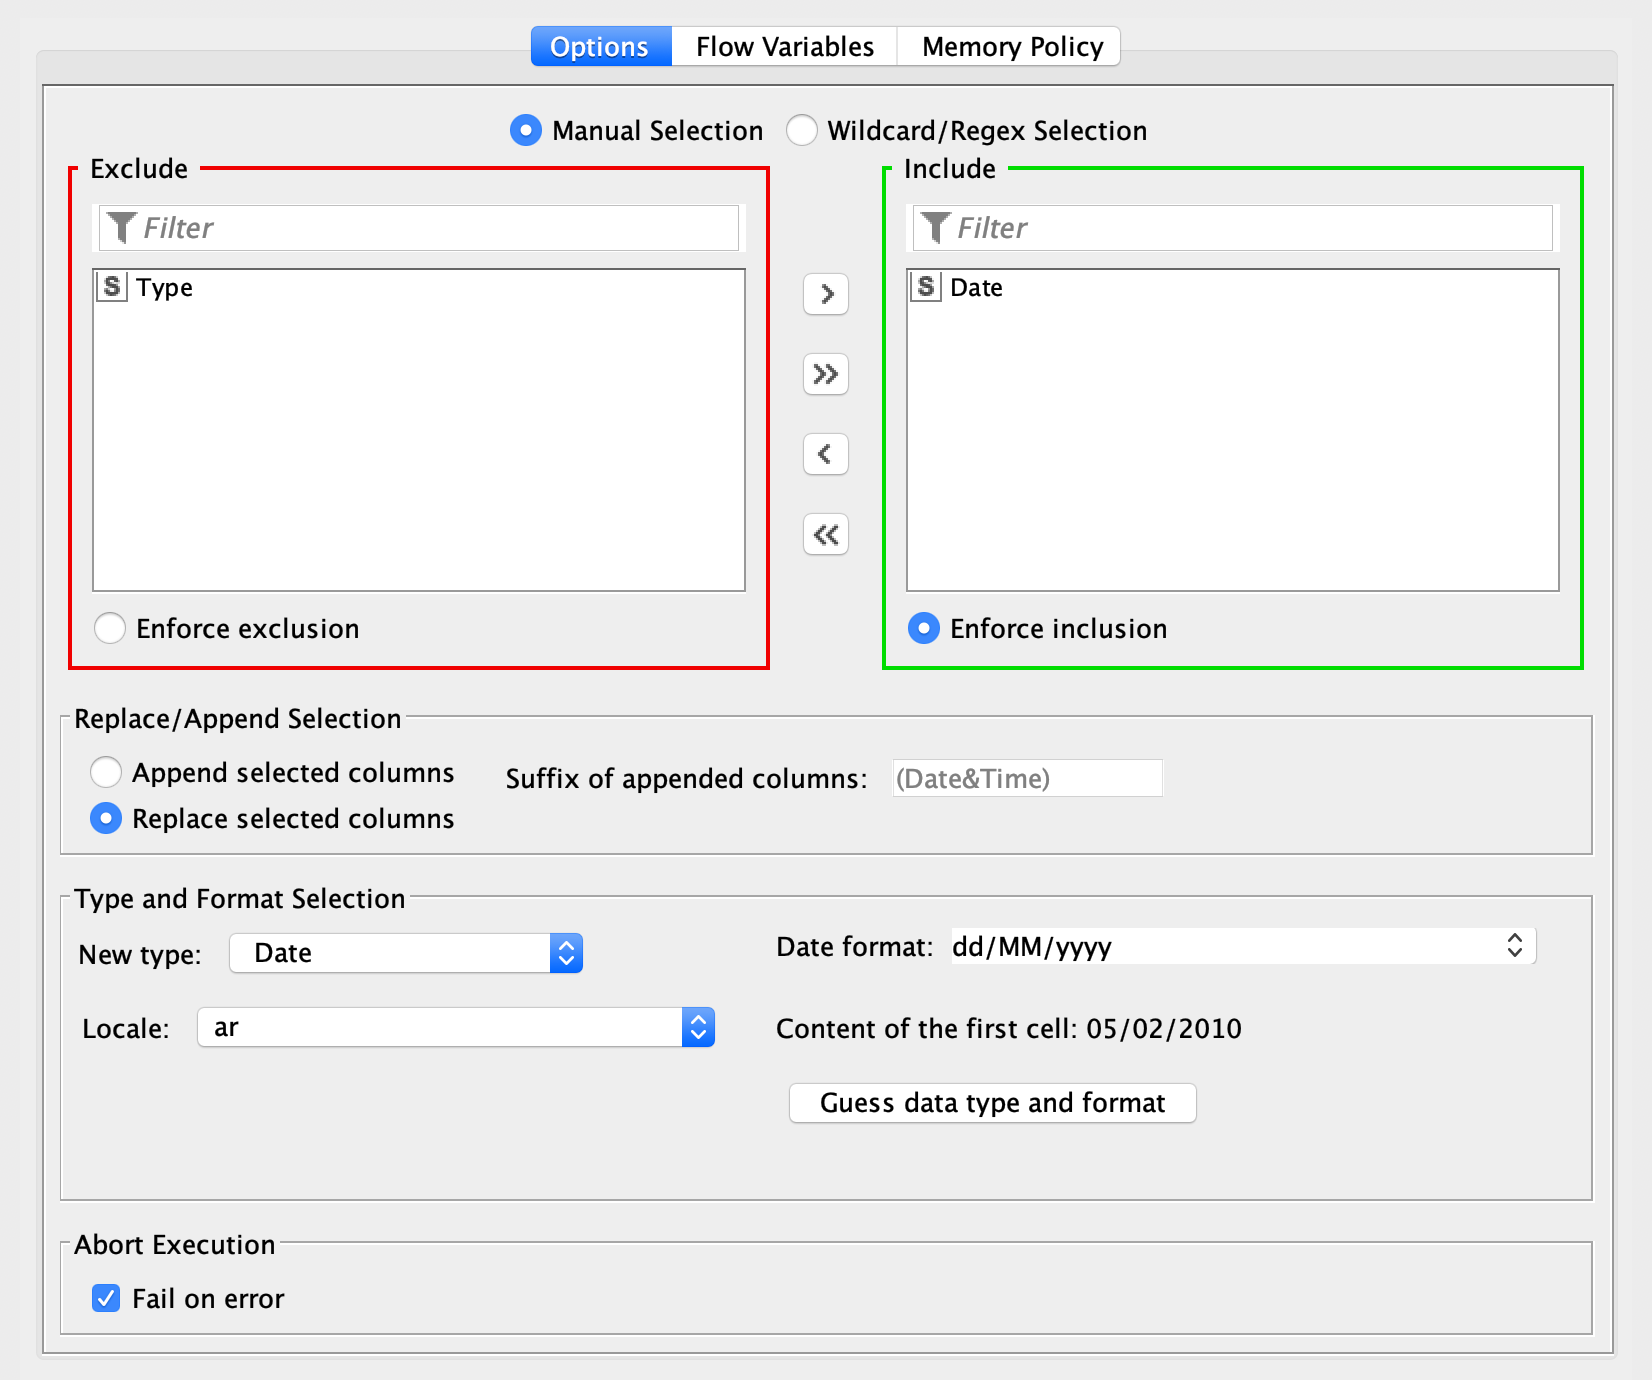 Options Flow Variables Memory Policy
Manual Selection Wildcard/Regex Selection
Exclude Include
Filter Filter
S Type > S Date
>>
<
<<
Enforce exclusion Enforce inclusion
Replace/Append Selection
Append selected columns Suffix of appended columns: (Date&Time)
Replace selected columns
Type and Format Selection
New type: Date Date format: dd/MM/yyyy
Locale: ar Content of the first cell: 05/02/2010
Guess data type and format
Abort Execution
Fail on error